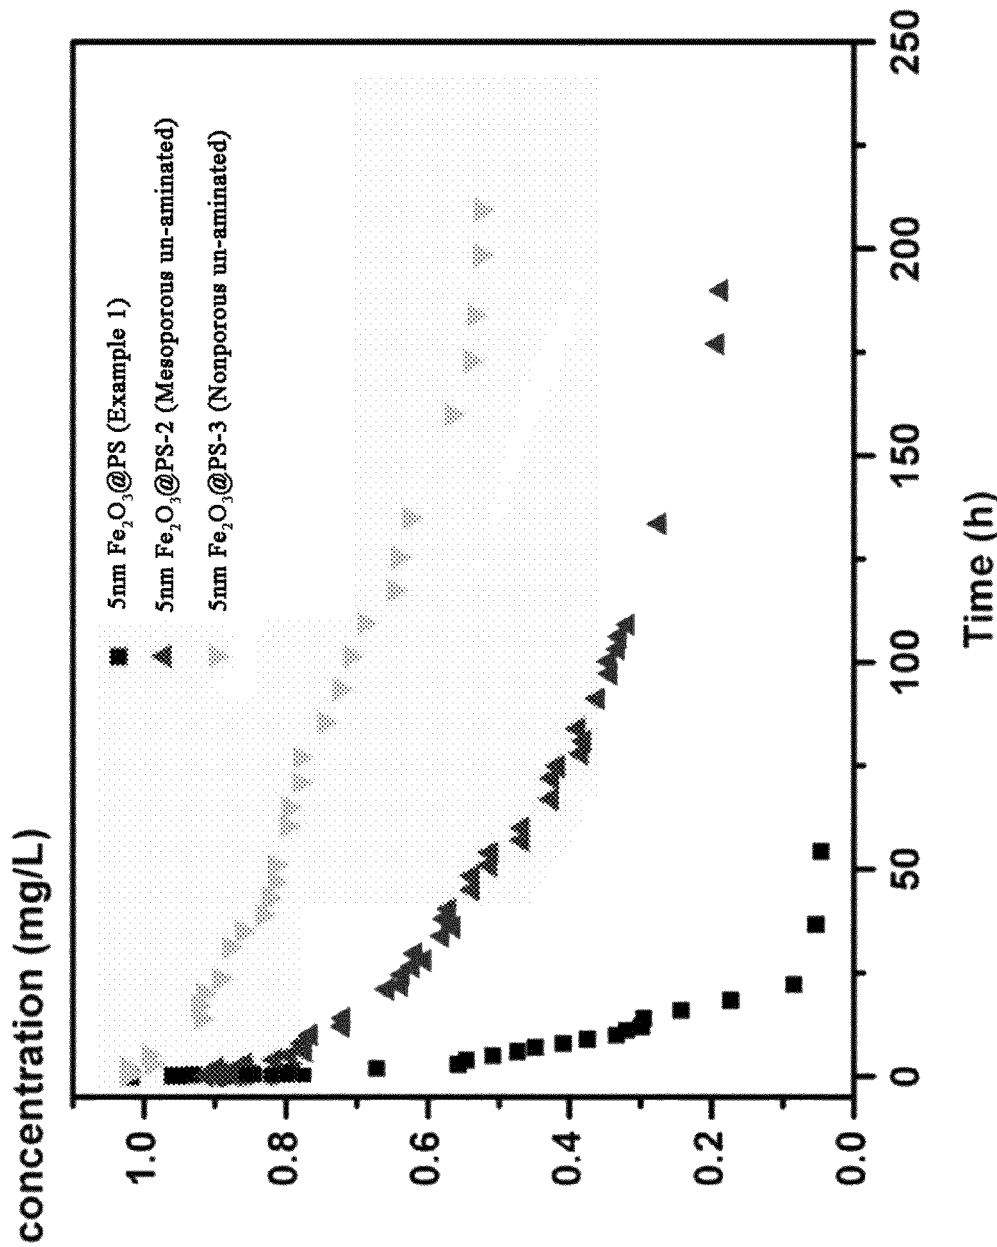 concentration (mg/L)
5nm Fe₂O₃@PS (Example 1)
5nm Fe₂O₃@PS-2 (Mesoporous un-aminated)
5nm Fe₂O₃@PS-3 (Nonporous un-aminated)
1.0
0.8
0.6
0.4
0.2
0.0
0 50 100 150 200 250
Time (h)